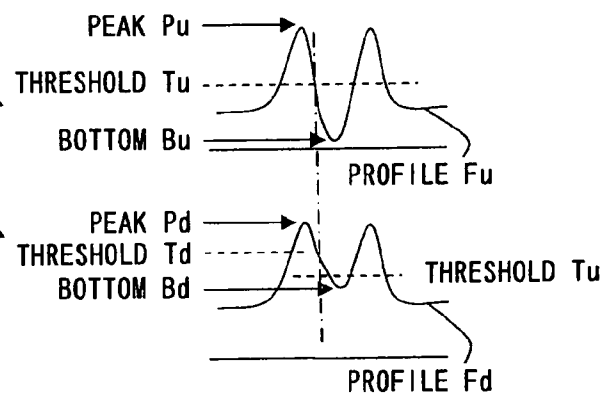 PEAK Pu
THRESHOLD Tu
BOTTOM Bu
PROFILE Fu
PEAK Pd
THRESHOLD Td
THRESHOLD Tu
BOTTOM Bd
PROFILE Fd